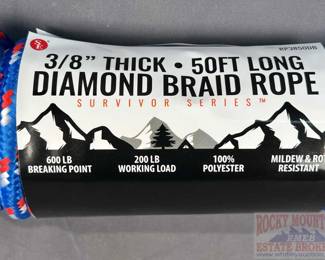 RP3850DB
3/8” THICK • 50FT LONG
DIAMOND BRAID ROPE
SURVIVOR SERIES™
600 LB
BREAKING POINT
200 LB
WORKING LOAD
100%
POLYESTER
MILDEW & ROT
RESISTANT
ROCKY MOUNTAIN
ESTATE BROKERS